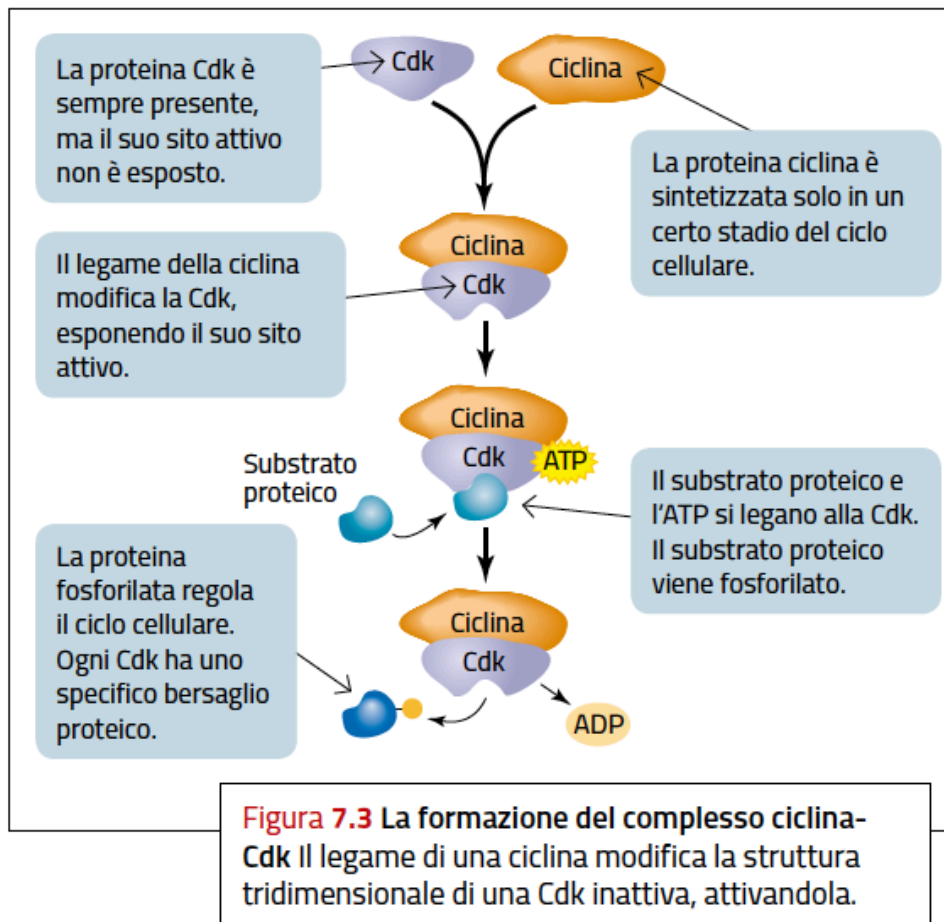 La proteina Cdk è
sempre presente,
ma il suo sito attivo
non è esposto.
Cdk
Ciclina
La proteina ciclina è
sintetizzata solo in un
certo stadio del ciclo
cellulare.
Ciclina
Cdk
Il legame della ciclina
modifica la Cdk,
esponendo il suo sito
attivo.
Ciclina
Cdk
ATP
Substrato
proteico
Il substrato proteico e
l'ATP si legano alla Cdk.
Il substrato proteico
viene fosforilato.
La proteina
fosforilata regola
il ciclo cellulare.
Ogni Cdk ha uno
specifico bersaglio
proteico.
Ciclina
Cdk
ADP
Figura 7.3 La formazione del complesso ciclina-
Cdk Il legame di una ciclina modifica la struttura
tridimensionale di una Cdk inattiva, attivandola.